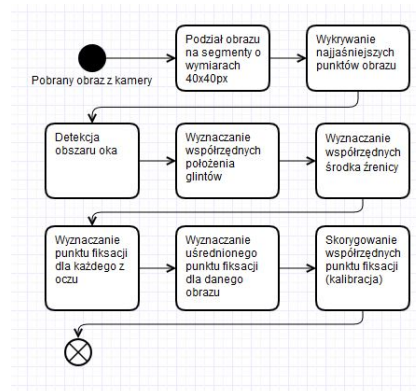 Pobrany obraz z kamery
Podział obrazu
na segmenty o
wymiarach
40x40px
Wykrywanie
najjaśniejszych
punktów obrazu
Detekcja
obszaru oka
Wyznaczanie
współrzędnych
położenia
glintów
Wyznaczanie
współrzędnych
środka źrenicy
Wyznaczanie
punktu fiksacji
dla każdego z
oczu
Wyznaczanie
uśrednionego
punktu fiksacji
dla danego
obrazu
Skorygowanie
współrzędnych
punktu fiksacji
(kalibracja)